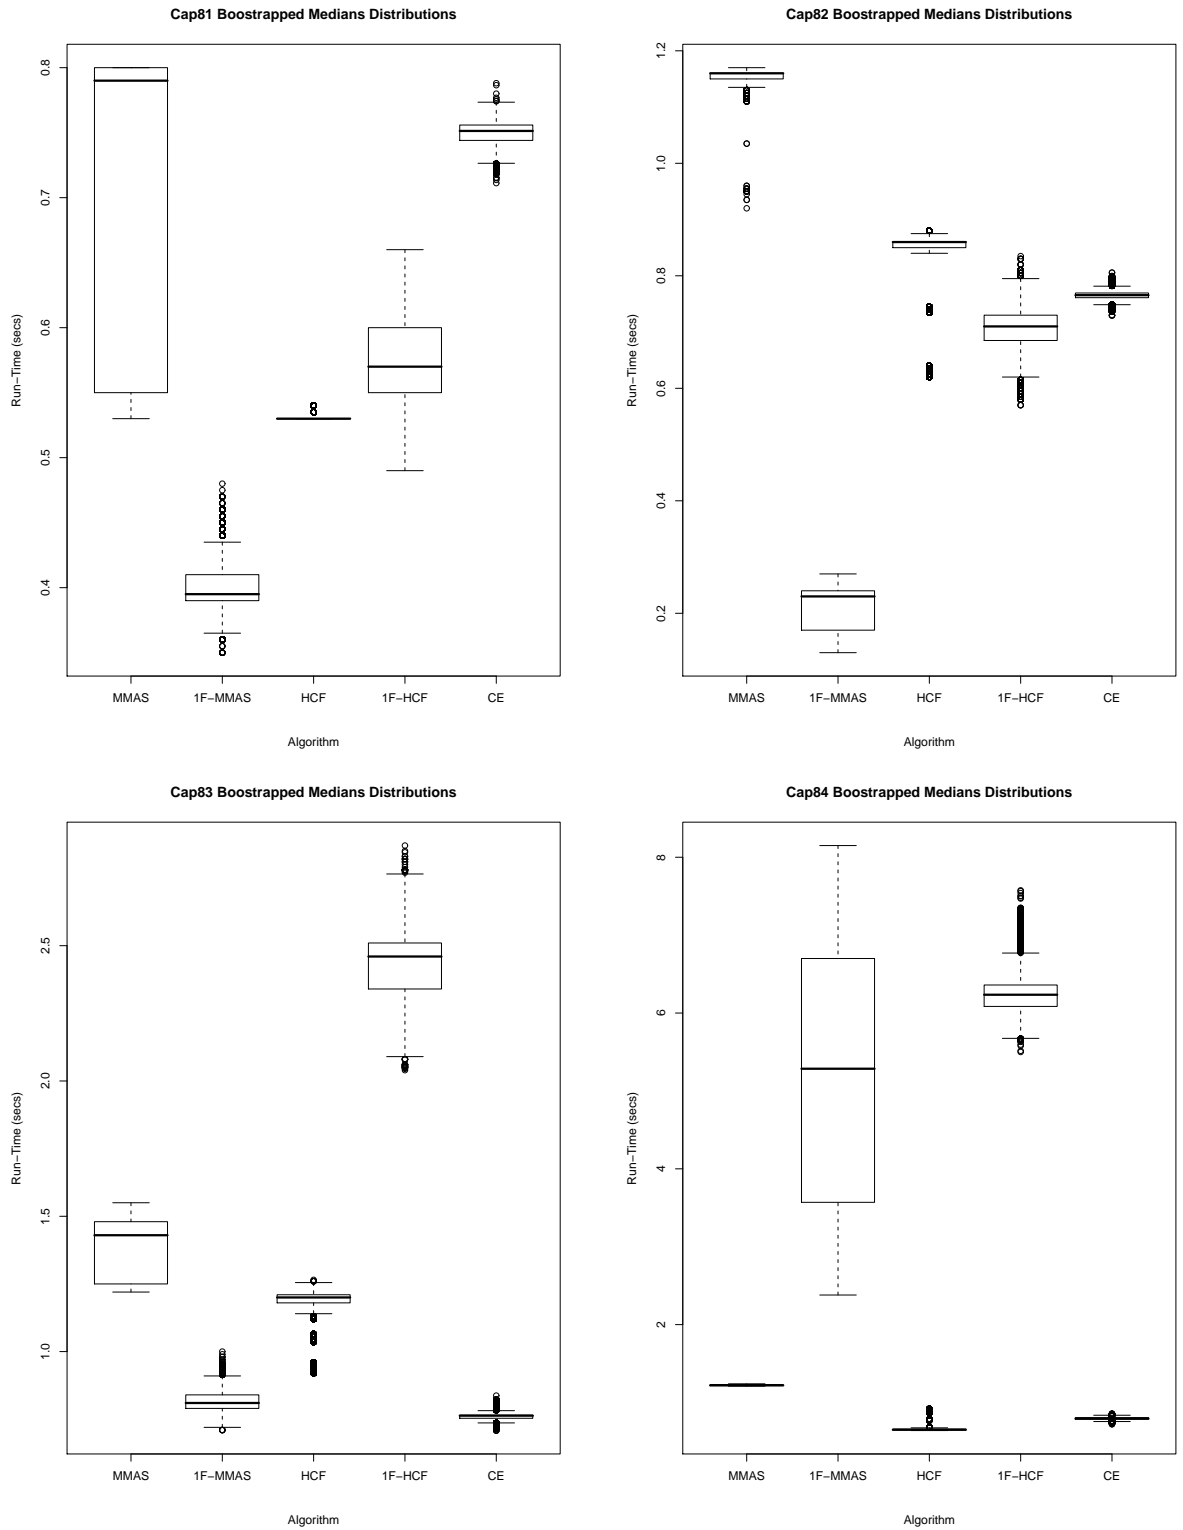 Cap81 Boostrapped Medians Distributions
Run−Time (secs)
0.8
0.7
0.6
0.5
0.4
MMAS 1F−MMAS HCF 1F−HCF CE
Algorithm
Cap82 Boostrapped Medians Distributions
Run−Time (secs)
1.2
1.0
0.8
0.6
0.4
0.2
MMAS 1F−MMAS HCF 1F−HCF CE
Algorithm
Cap83 Boostrapped Medians Distributions
Run−Time (secs)
2.5
2.0
1.5
1.0
MMAS 1F−MMAS HCF 1F−HCF CE
Algorithm
Cap84 Boostrapped Medians Distributions
Run−Time (secs)
8
6
4
2
MMAS 1F−MMAS HCF 1F−HCF CE
Algorithm